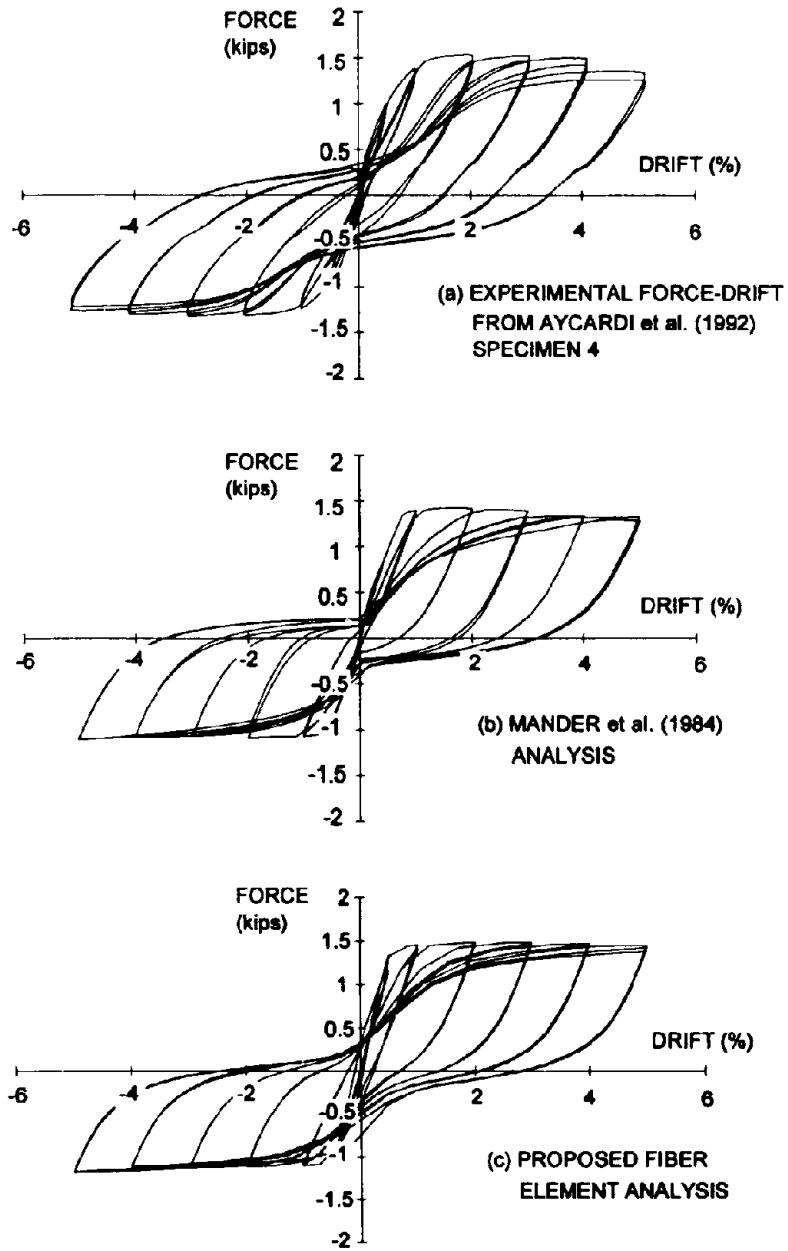 FORCE
(kips)
2
1.5
1
0.5
DRIFT (%)
-6
-4
-2
2
4
6
-0.5
-1
-1.5
-2
(a) EXPERIMENTAL FORCE-DRIFT
FROM AYCARDI et al. (1992)
SPECIMEN 4
FORCE
(kips)
2
1.5
1
0.5
DRIFT (%)
-6
-4
-2
2
4
6
-0.5
-1
-1.5
-2
(b) MANDER et al. (1984)
ANALYSIS
FORCE
(kips)
2
1.5
1
0.5
DRIFT (%)
-6
-4
-2
2
4
6
-0.5
-1
-1.5
-2
(c) PROPOSED FIBER
ELEMENT ANALYSIS